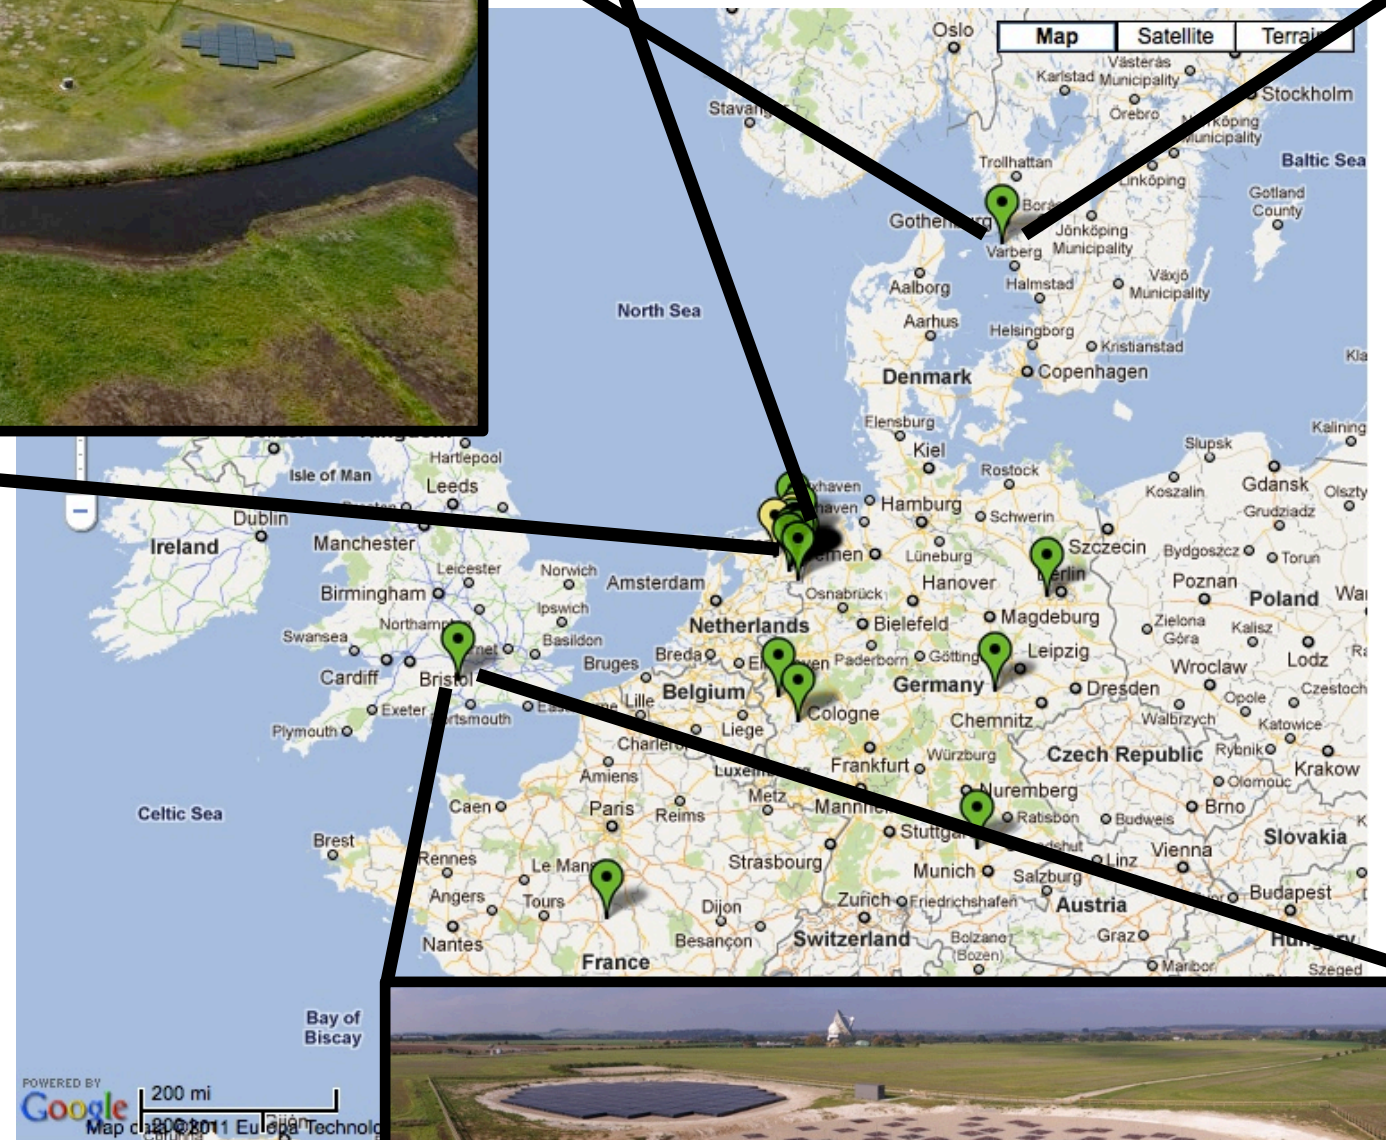 Oslo
Map Satellite
Västerås
Municipality
Karlstad
Stockholm
Örebro
Municipality
Trollhattan
Linköping
Baltic Sea
Gotland
County
Jönköping
Municipality
Varberg
Halmstad
Växjö
Municipality
Aalborg
North Sea
Aarhus
Helsingborg
Kristianstad
Denmark
Copenhagen
Kiel
Rostock
Slupsk
Koszalin
Gdansk
Grudziadz
Hartlepool
Isle of Man
Leeds
Hamburg
Schwerin
Dublin
Ireland
Manchester
Szczecin
Bydgoszcz
Torun
Lüneburg
Leicester
Norwich
Amsterdam
Hanover
Poznan
Poland
Birmingham
Osnabrück
Ipswich
Magdeburg
Netherlands
Bielefeld
Zielona
Góra
Kalisz
Swansea
Basildon
Bruges
Breda
Paderborn
Leipzig
Lodz
Wroclaw
Cardiff
Bristol
Belgium
Germany
Dresden
Opole
Exeter
Lille
Cologne
Chemnitz
Walbrzych
Katowice
Plymouth
Liege
Czech Republic
Rybnik
Krakow
Frankfurt
Würzburg
Amiens
Olomouc
Metz
Nuremberg
Caen
Paris
Reims
Ratisbon
Budweis
Brno
Celtic Sea
Slovakia
Brest
Rennes
Strasbourg
Munich
Linz
Vienna
Salzburg
Angers
Tours
Zurich
Friedrichshafen
Austria
Budapest
Dijon
Nantes
Besançon
Switzerland
Bolzano
(Bozen)
Graz
France
Maribor
Szeged
Bay of
Biscay
POWERED BY
Google
200 mi